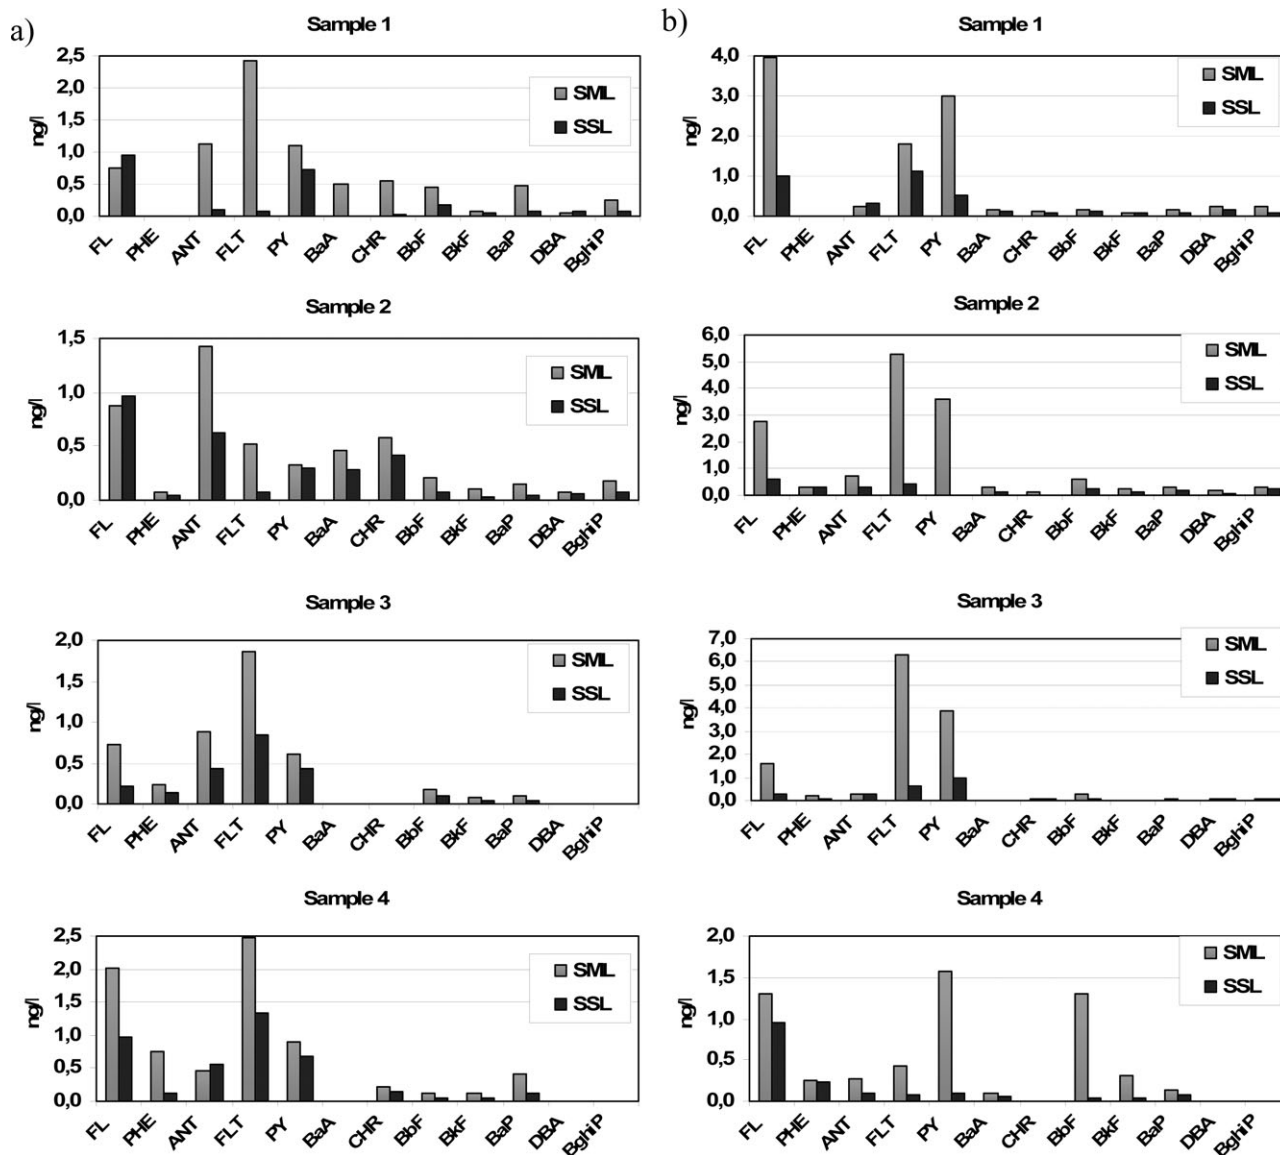 a)
Sample 1
2,5
2,0
1,5
1,0
0,5
0,0
ng/l
SML
SSL
FL PHE ANT FLT PY BaA CHR BbF BkF BaP DBA BghiP
Sample 2
1,5
1,0
0,5
0,0
ng/l
SML
SSL
FL PHE ANT FLT PY BaA CHR BbF BkF BaP DBA BghiP
Sample 3
2,0
1,5
1,0
0,5
0,0
ng/l
SML
SSL
FL PHE ANT FLT PY BaA CHR BbF BkF BaP DBA BghiP
Sample 4
2,5
2,0
1,5
1,0
0,5
0,0
ng/l
SML
SSL
FL PHE ANT FLT PY BaA CHR BbF BkF BaP DBA BghiP
b)
Sample 1
4,0
3,0
2,0
1,0
0,0
ng/l
SML
SSL
FL PHE ANT FLT PY BaA CHR BbF BkF BaP DBA BghiP
Sample 2
6,0
5,0
4,0
3,0
2,0
1,0
0,0
ng/l
SML
SSL
FL PHE ANT FLT PY BaA CHR BbF BkF BaP DBA BghiP
Sample 3
7,0
6,0
5,0
4,0
3,0
2,0
1,0
0,0
ng/l
SML
SSL
FL PHE ANT FLT PY BaA CHR BbF BkF BaP DBA BghiP
Sample 4
2,0
1,5
1,0
0,5
0,0
ng/l
SML
SSL
FL PHE ANT FLT PY BaA CHR BbF BkF BaP DBA BghiP